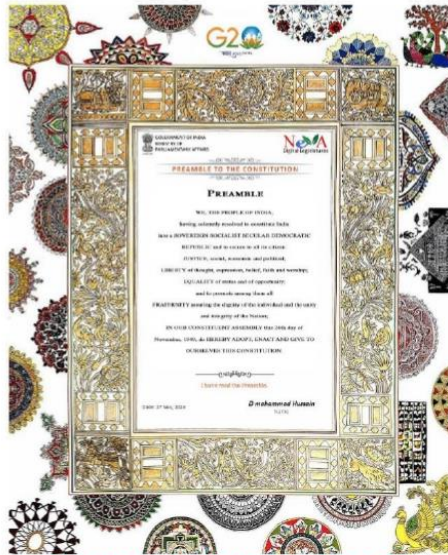 G20
GOVERNMENT OF INDIA
MINISTRY OF
PARLIAMENTARY AFFAIRS
NeVA
Digital Legislatures
PREAMBLE TO THE CONSTITUTION
PREAMBLE
WE, THE PEOPLE OF INDIA,
having solemnly resolved to constitute India
into a SOVEREIGN SOCIALIST SECULAR DEMOCRATIC
REPUBLIC and to secure to all its citizens
JUSTICE, social, economic and political;
LIBERTY of thought, expression, belief, faith and worship;
EQUALITY of status and of opportunity;
and to promote among them all
FRATERNITY assuring the dignity of the individual and the unity
and integrity of the Nation;
IN OUR CONSTITUENT ASSEMBLY this 26th day of
November, 1949, do HEREBY ADOPT, ENACT AND GIVE TO
OURSELVES THIS CONSTITUTION
I have read the Preamble.
D mohammad Hussain